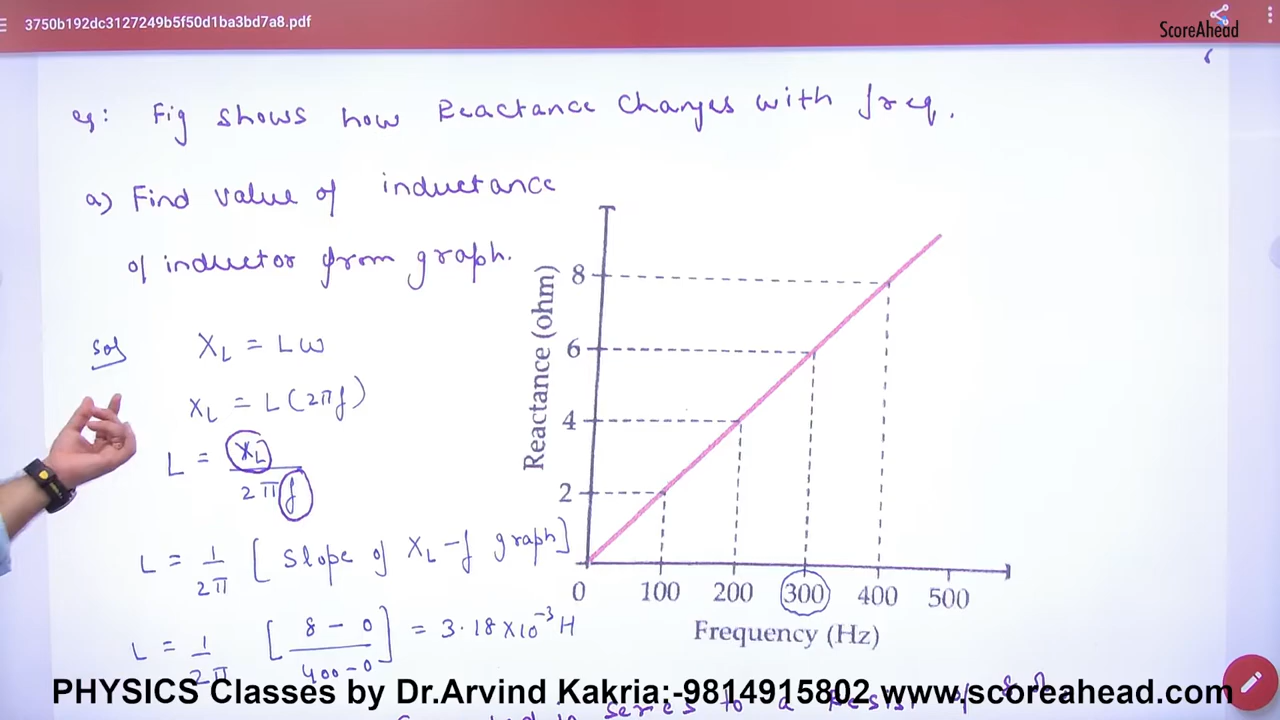 3750b192dc3127249b5f50d1ba3bd7a8.pdf
ScoreAhead
eg: Fig shows how Reactance Changes with freq.
a) Find value of inductance
of inductor from graph.
Sol
X_L = Lω
X_L = L(2πf)
L = X_L / 2πf
L = 1/2π [Slope of X_L-f graph]
L = 1/2π [8-0 / 400-0] = 3.18×10⁻³ H
Reactance (ohm)
8
6
4
2
0 100 200 300 400 500
Frequency (Hz)
PHYSICS Classes by Dr.Arvind Kakria:-9814915802 www.scoreahead.com
series to a